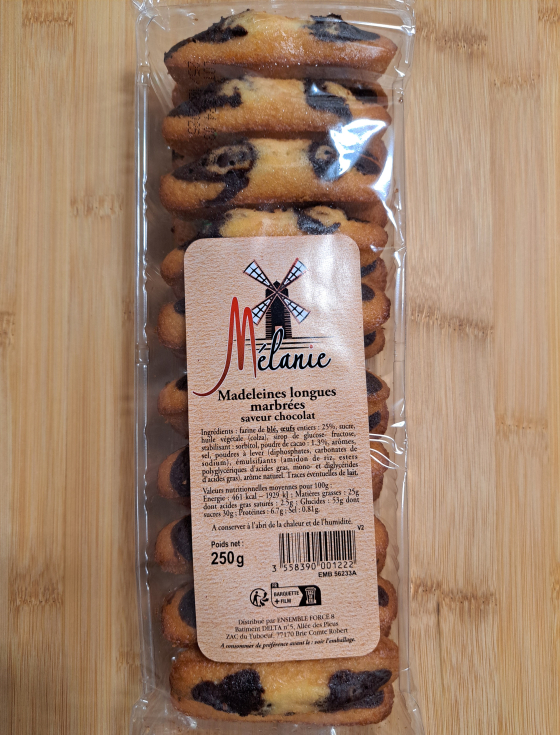 Mélanie
Madeleines longues
marbrées
saveur chocolat
Ingrédients : farine de blé, œufs entiers : 25%, sucre,
huile végétale (colza), sirop de glucose- fructose,
stabilisant : sorbitol, poudre de cacao : 1.3%, arômes,
sel, poudres à lever (diphosphates, carbonates de
sodium), émulsifiants (amidon de riz, esters
polyglycériques d'acides gras, mono- et diglycérides
d'acides gras), arôme naturel. Traces éventuelles de lait.
Valeurs nutritionnelles moyennes pour 100g :
Energie : 461 kcal – 1929 kJ ; Matières grasses : 25g
dont acides gras saturés : 2.5g ; Glucides : 53g dont
sucres 30g ; Protéines : 6.7g ; Sel : 0.81g.
A conserver à l'abri de la chaleur et de l'humidité.
V2
Poids net :
250g
3 558390 001222
EMB 56233A
BARQUETTE
+ FILM
Distribué par ENSEMBLE FORCE 8
Batiment DELTA n°5, Allée des Pleus
ZAC du Tuboeuf, 77170 Brie Comte Robert
A consommer de préférence avant le : voir l'emballage.